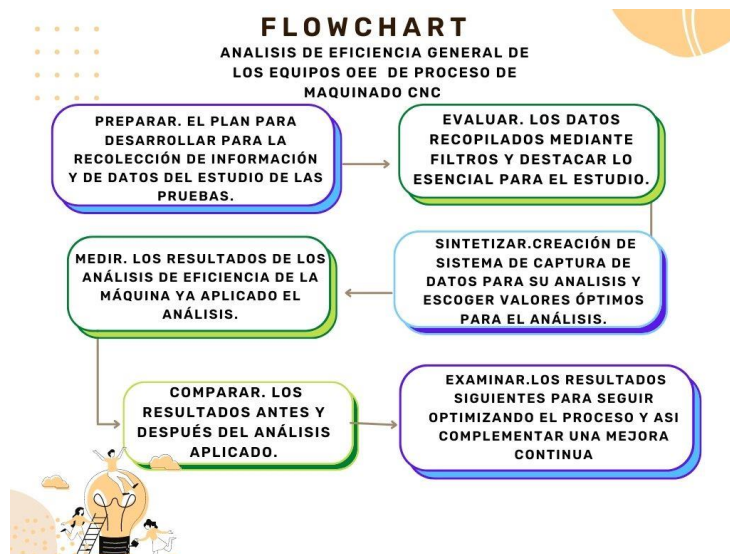 FLOWCHART
ANALISIS DE EFICIENCIA GENERAL DE
LOS EQUIPOS OEE DE PROCESO DE
MAQUINADO CNC
PREPARAR. EL PLAN PARA
DESARROLLAR PARA LA
RECOLECCIÓN DE INFORMACIÓN
Y DE DATOS DEL ESTUDIO DE LAS
PRUEBAS.
EVALUAR. LOS DATOS
RECOPILADOS MEDIANTE
FILTROS Y DESTACAR LO
ESENCIAL PARA EL ESTUDIO.
SINTETIZAR.CREACIÓN DE
SISTEMA DE CAPTURA DE
DATOS PARA SU ANALISIS Y
ESCOGER VALORES ÓPTIMOS
PARA EL ANÁLISIS.
MEDIR. LOS RESULTADOS DE LOS
ANÁLISIS DE EFICIENCIA DE LA
MÁQUINA YA APLICADO EL
ANÁLISIS.
COMPARAR. LOS
RESULTADOS ANTES Y
DESPUÉS DEL ANÁLISIS
APLICADO.
EXAMINAR.LOS RESULTADOS
SIGUIENTES PARA SEGUIR
OPTIMIZANDO EL PROCESO Y ASI
COMPLEMENTAR UNA MEJORA
CONTINUA